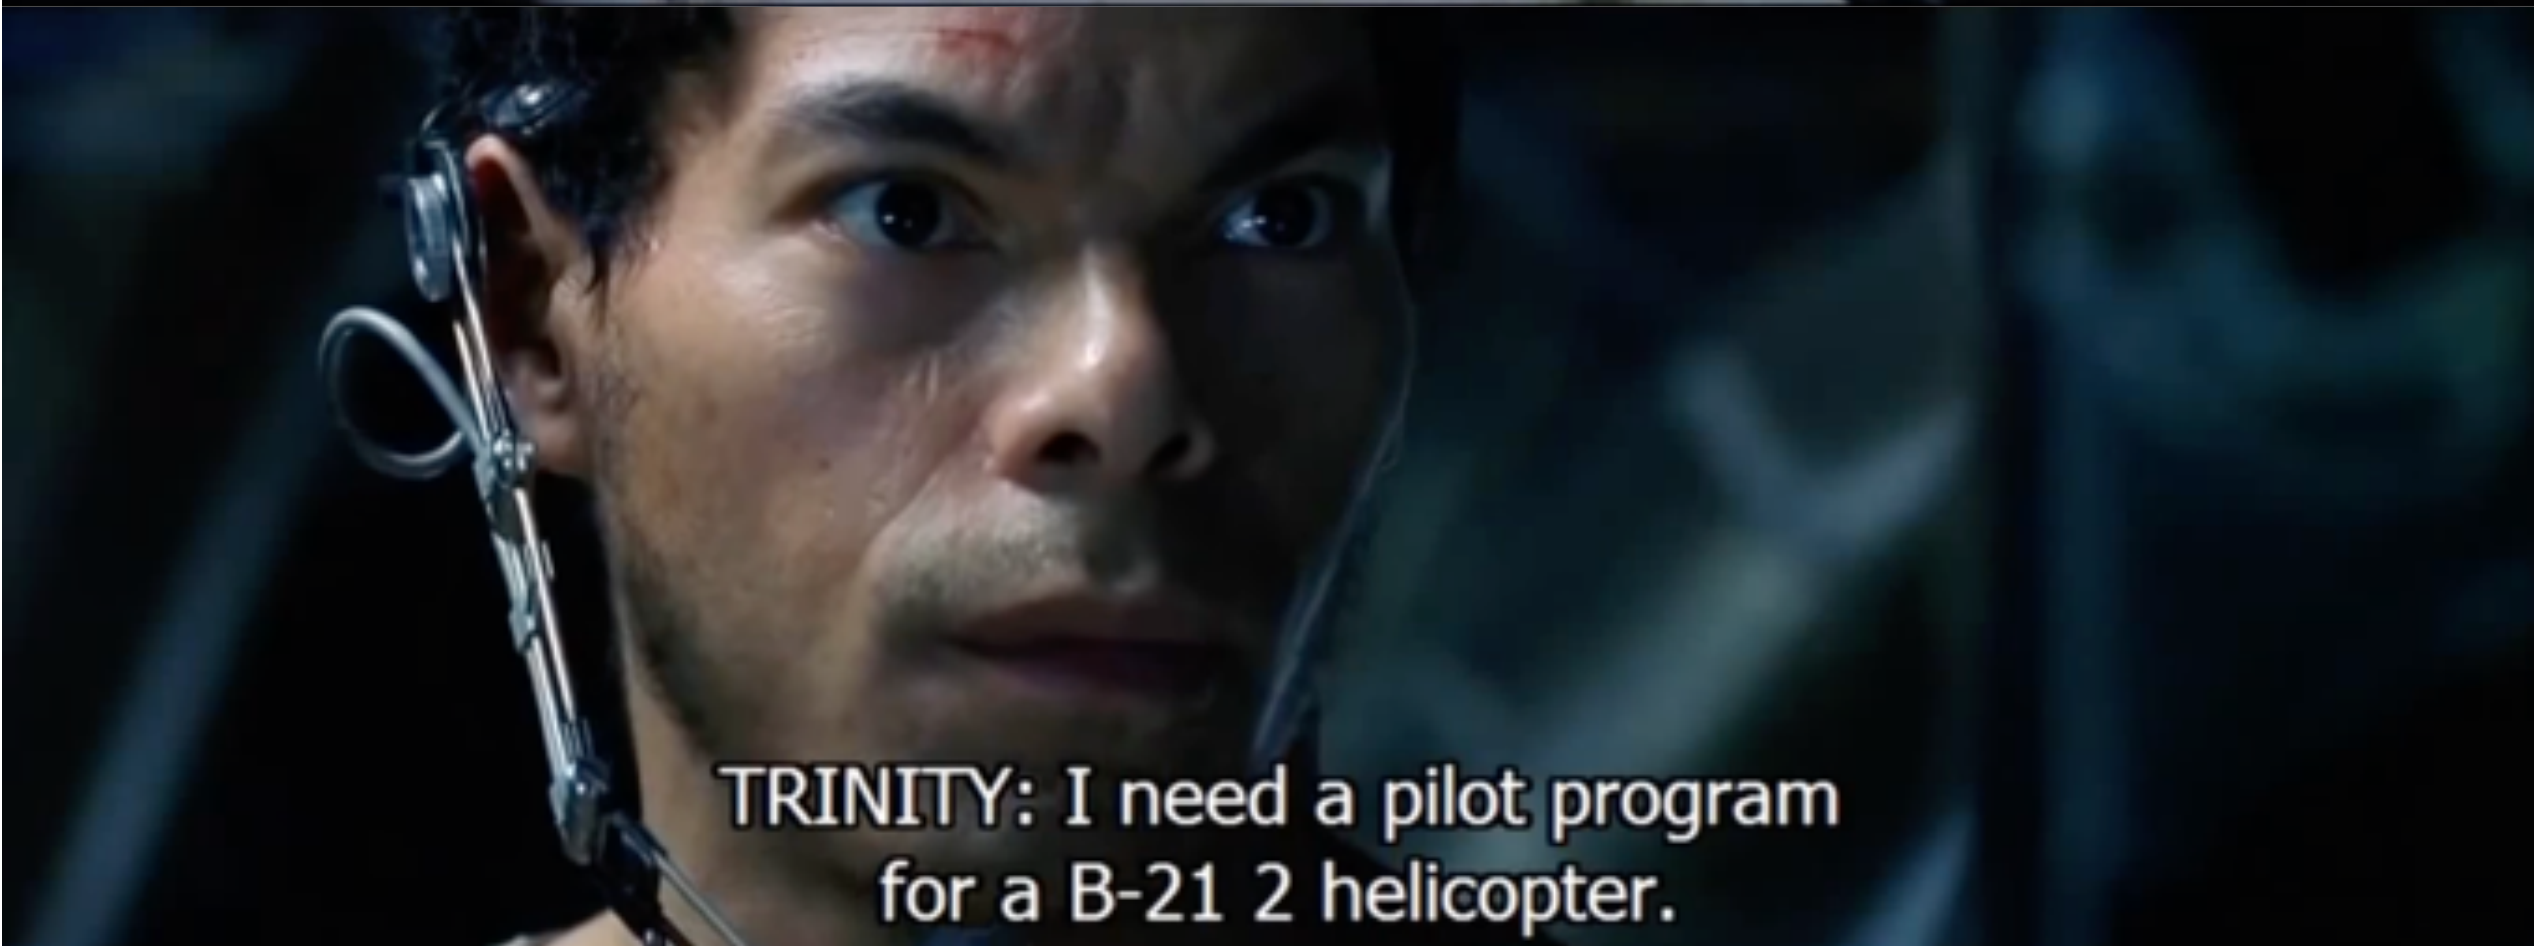 TRINITY: I need a pilot program
for a B-21 2 helicopter.